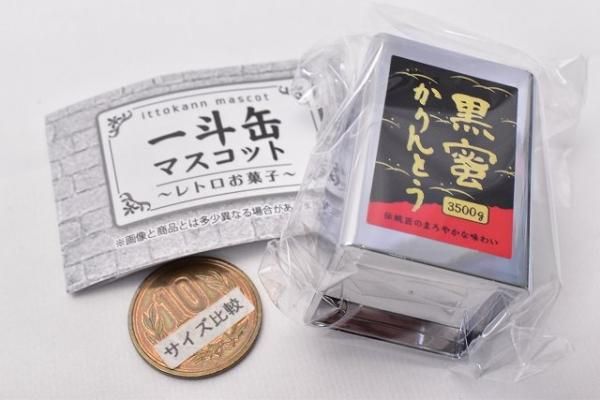 ittokann mascot
一斗缶
マスコット
～レトロお菓子～
※画像と商品とは多少異なる場合があ
10
サイズ比較
黒蜜
かりんとう
3500g
伝統匠のまろやかな味わい